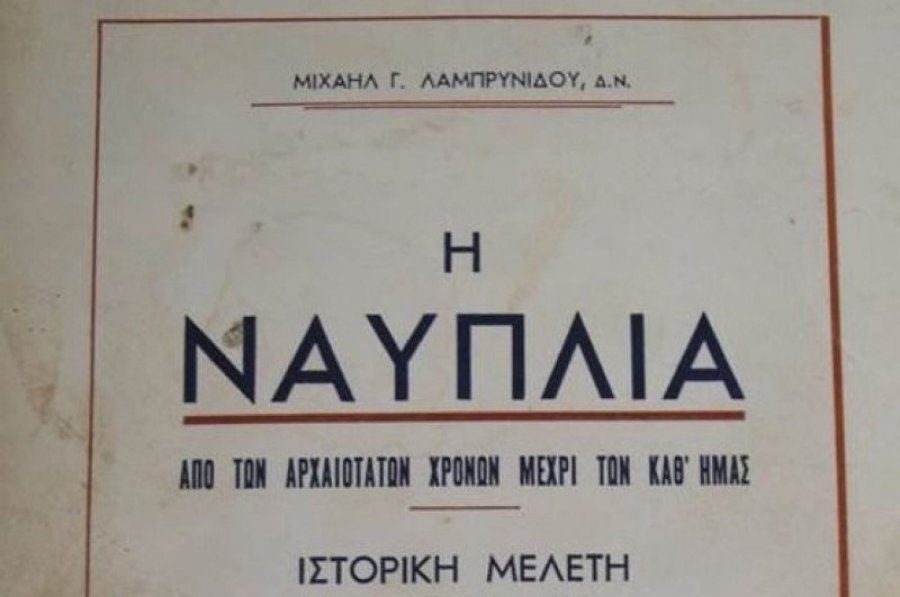 ΜΙΧΑΗΛ Γ. ΛΑΜΠΡΥΝΙΔΟΥ, Δ.Ν.
Η
ΝΑΥΠΛΙΑ
ΑΠΟ ΤΩΝ ΑΡΧΑΙΟΤΑΤΩΝ ΧΡΟΝΩΝ ΜΕΧΡΙ ΤΩΝ ΚΑΘ' ΗΜΑΣ
ΙΣΤΟΡΙΚΗ ΜΕΛΕΤΗ